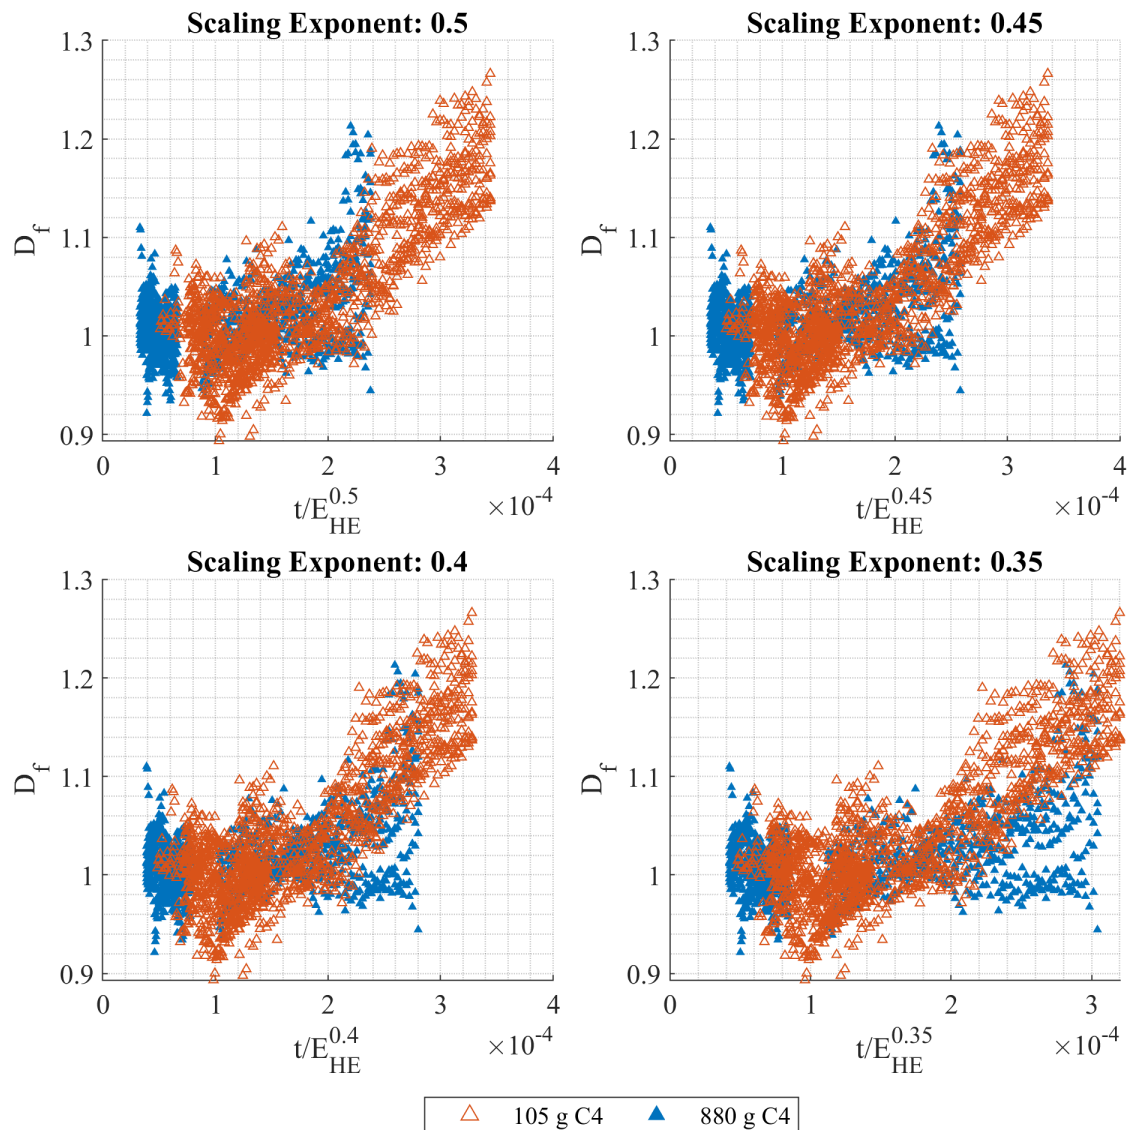 Scaling Exponent: 0.5
1.3
1.2
1.1
1
0.9
D_f
0 1 2 3 4
t/E_HE^0.5 ×10^-4
Scaling Exponent: 0.45
1.3
1.2
1.1
1
0.9
D_f
0 1 2 3 4
t/E_HE^0.45 ×10^-4
Scaling Exponent: 0.4
1.3
1.2
1.1
1
0.9
D_f
0 1 2 3 4
t/E_HE^0.4 ×10^-4
Scaling Exponent: 0.35
1.3
1.2
1.1
1
0.9
D_f
0 1 2 3
t/E_HE^0.35 ×10^-4
105 g C4 880 g C4